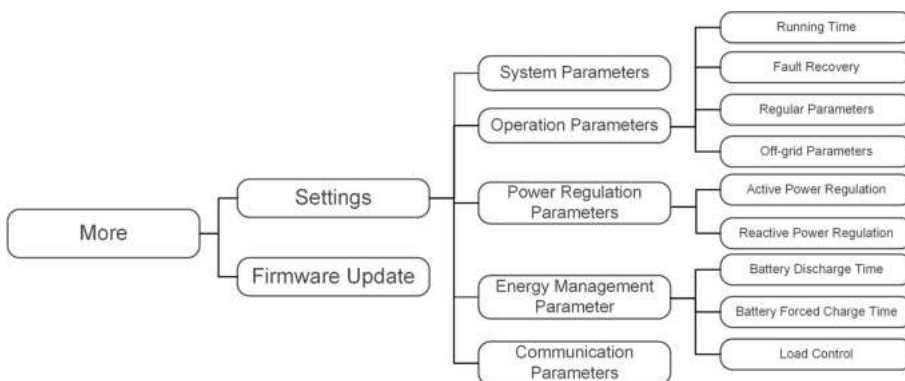 More
Settings
Firmware Update
System Parameters
Operation Parameters
Power Regulation
Parameters
Energy Management
Parameter
Communication
Parameters
Running Time
Fault Recovery
Regular Parameters
Off-grid Parameters
Active Power Regulation
Reactive Power Regulation
Battery Discharge Time
Battery Forced Charge Time
Load Control